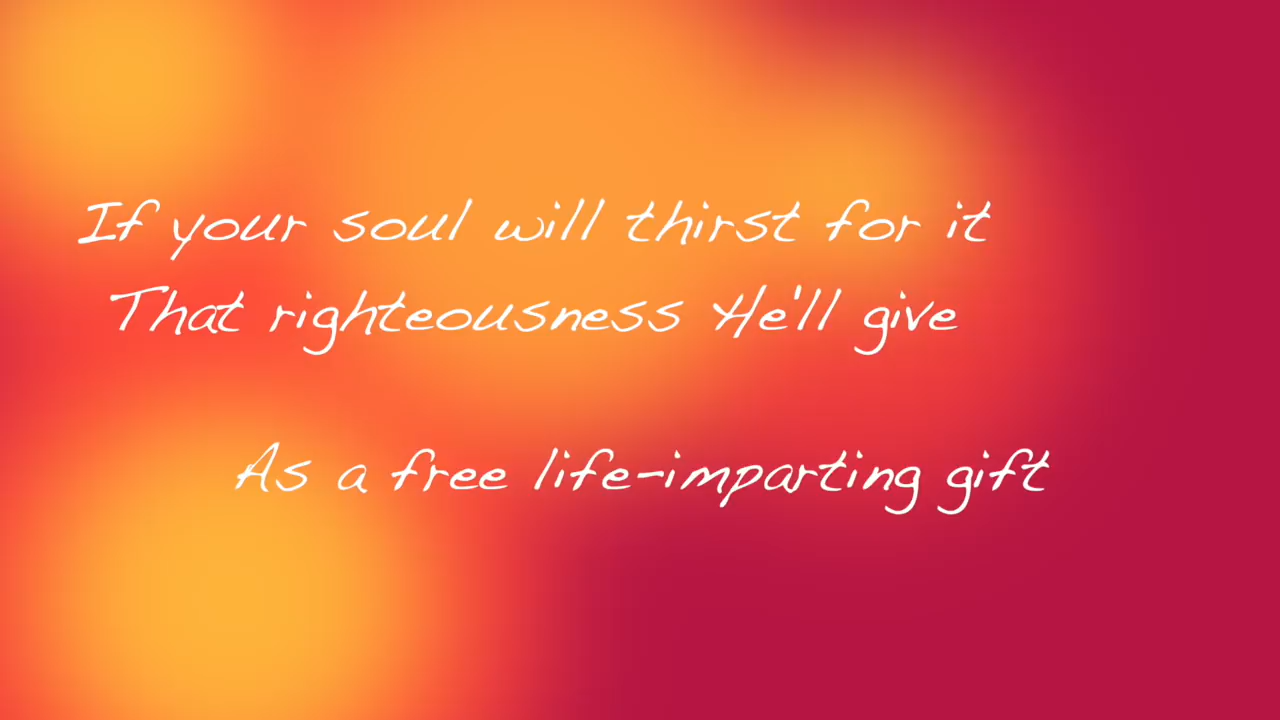 If your soul will thirst for it
That righteousness He'll give
As a free life-imparting gift